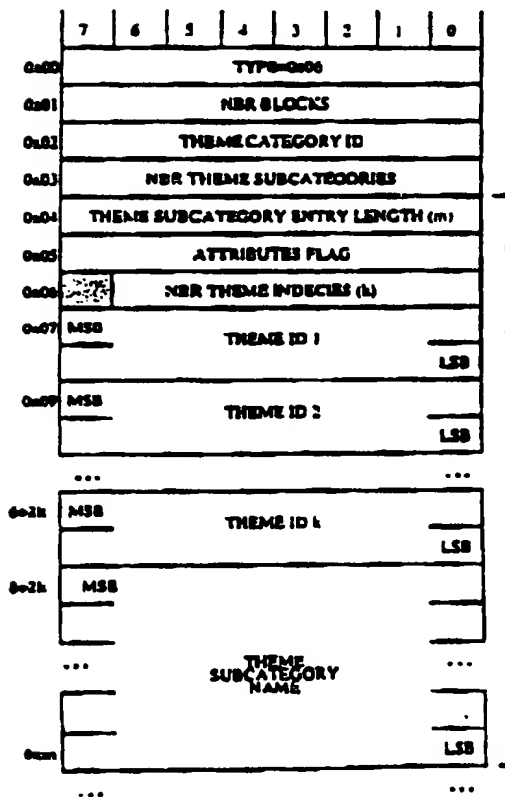 7 6 5 4 3 2 1 0
0x00 TYPE=0x06
0x01 NBR BLOCKS
0x02 THEME CATEGORY ID
0x03 NBR THEME SUBCATEGORIES
0x04 THEME SUBCATEGORY ENTRY LENGTH (m)
0x05 ATTRIBUTES FLAG
0x06 NBR THEME INDECIES (k)
0x07 MSB THEME ID 1
LSB
0x09 MSB THEME ID 2
LSB
... ...
MSB THEME ID k
LSB
MSB
... THEME ...
SUBCATEGORY
NAME
LSB
... ...